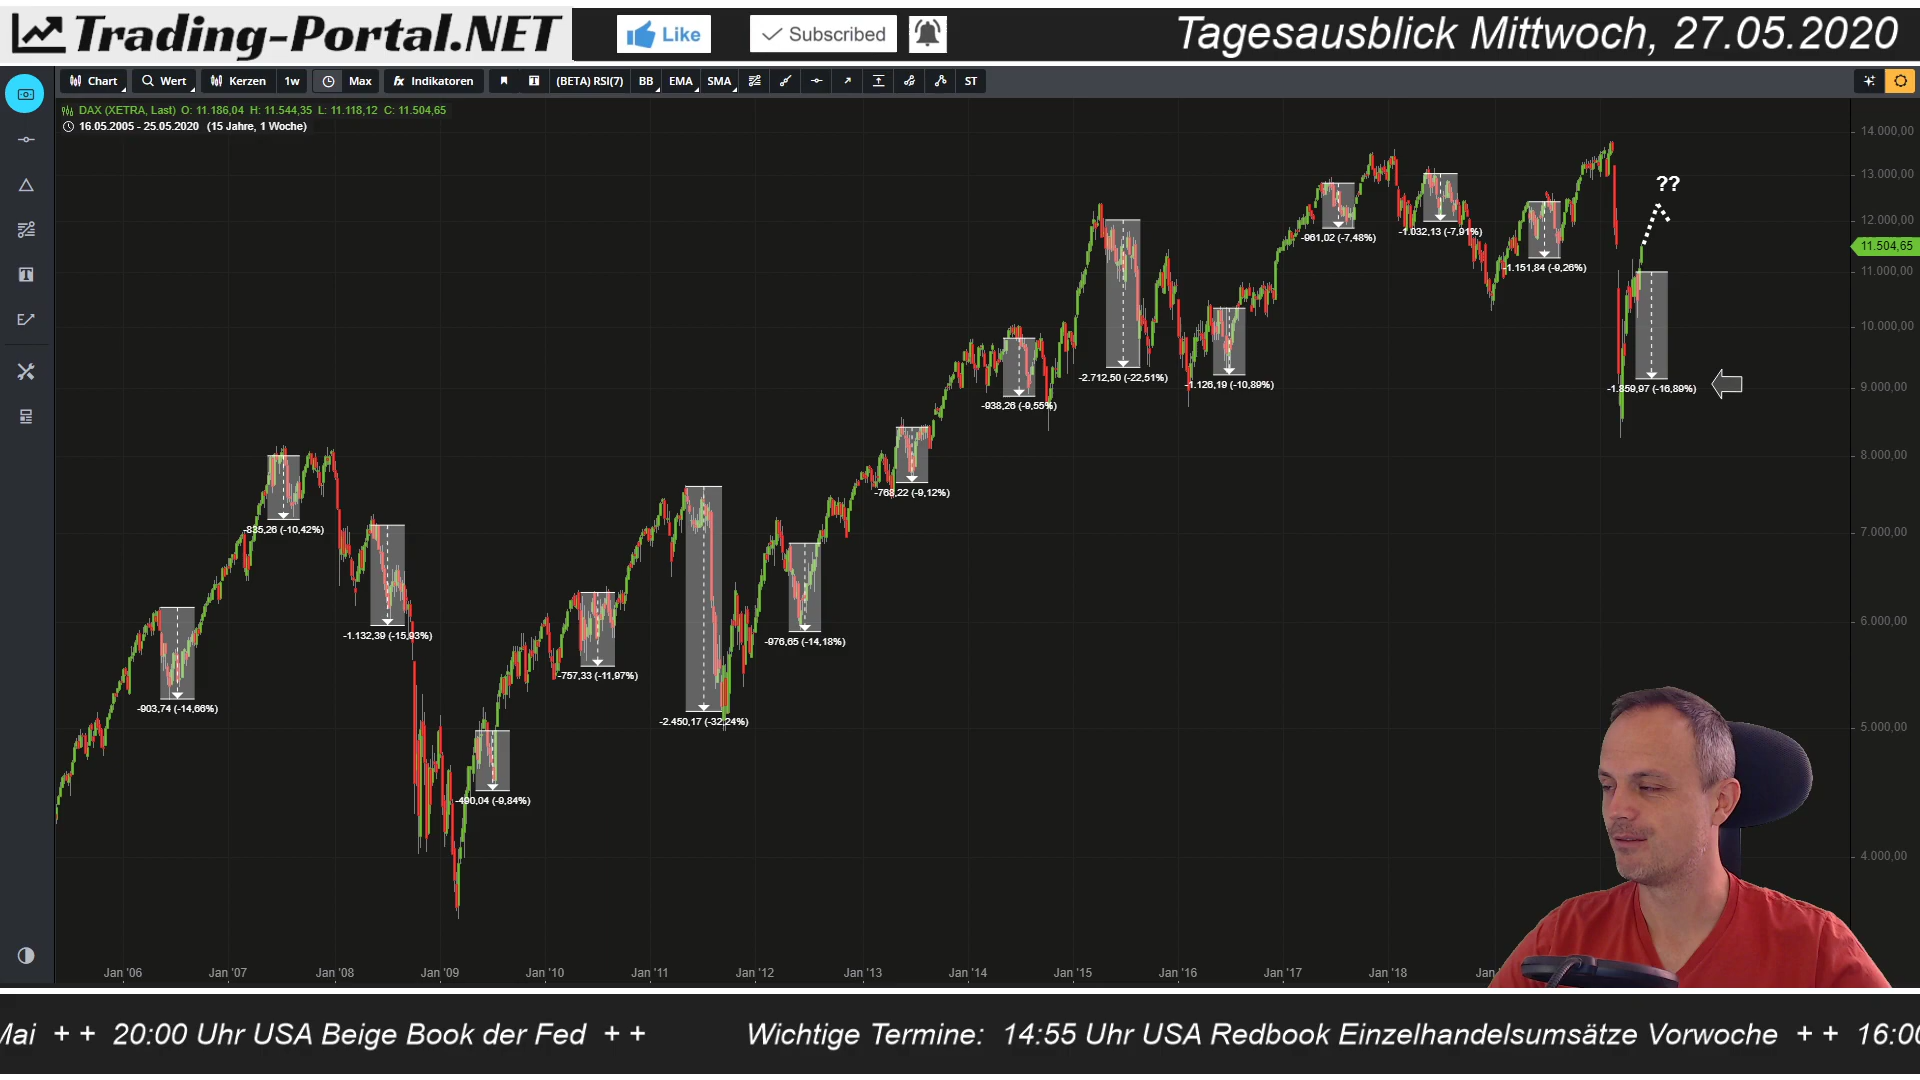 Trading-Portal.NET
Like
Subscribed
Tagesausblick Mittwoch, 27.05.2020
Chart
Wert
Kerzen
1w
Max
fx Indikatoren
T
(BETA) RSI(7)
BB
EMA
SMA
ST
DAX (XETRA, Last) O: 11.186,04 H: 11.544,35 L: 11.118,12 C: 11.504,65
16.05.2005 - 25.05.2020 (15 Jahre, 1 Woche)
14.000,00
13.000,00
12.000,00
11.504,65
11.000,00
10.000,00
9.000,00
8.000,00
7.000,00
6.000,00
5.000,00
4.000,00
??
-903,74 (-14,66%)
-835,26 (-10,42%)
-1.132,39 (-15,93%)
-490,04 (-9,84%)
-757,33 (-11,97%)
-2.450,17 (-32,24%)
-976,65 (-14,18%)
-768,22 (-9,12%)
-938,26 (-9,55%)
-2.712,50 (-22,51%)
-1.126,19 (-10,89%)
-961,02 (-7,48%)
-1.032,13 (-7,91%)
-1.151,84 (-9,26%)
-1.859,97 (-16,89%)
Jan '06
Jan '07
Jan '08
Jan '09
Jan '10
Jan '11
Jan '12
Jan '13
Jan '14
Jan '15
Jan '16
Jan '17
Jan '18
Jan
Mai ++ 20:00 Uhr USA Beige Book der Fed ++ Wichtige Termine: 14:55 Uhr USA Redbook Einzelhandelsumsätze Vorwoche ++ 16:00